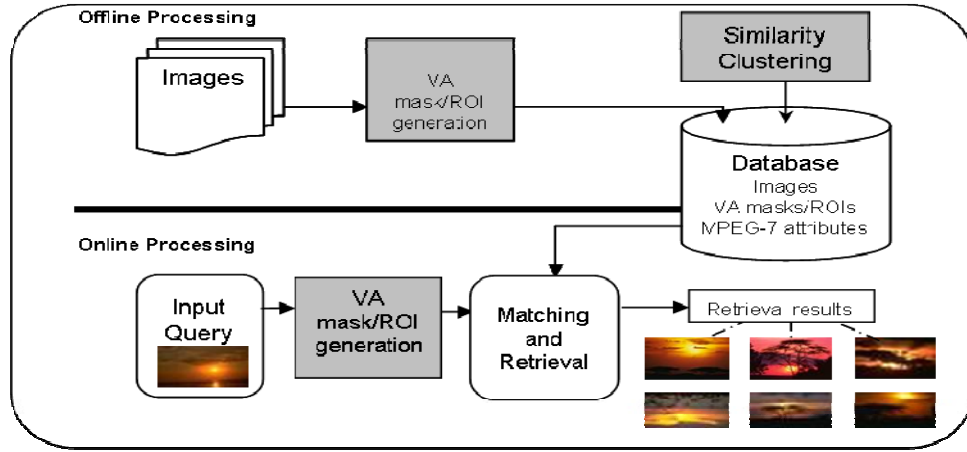 Offline Processing
Images
VA
mask/ROI
generation
Similarity
Clustering
Database
Images
VA masks/ROIs
MPEG-7 attributes
Online Processing
Input
Query
VA
mask/ROI
generation
Matching
and
Retrieval
Retrieva results